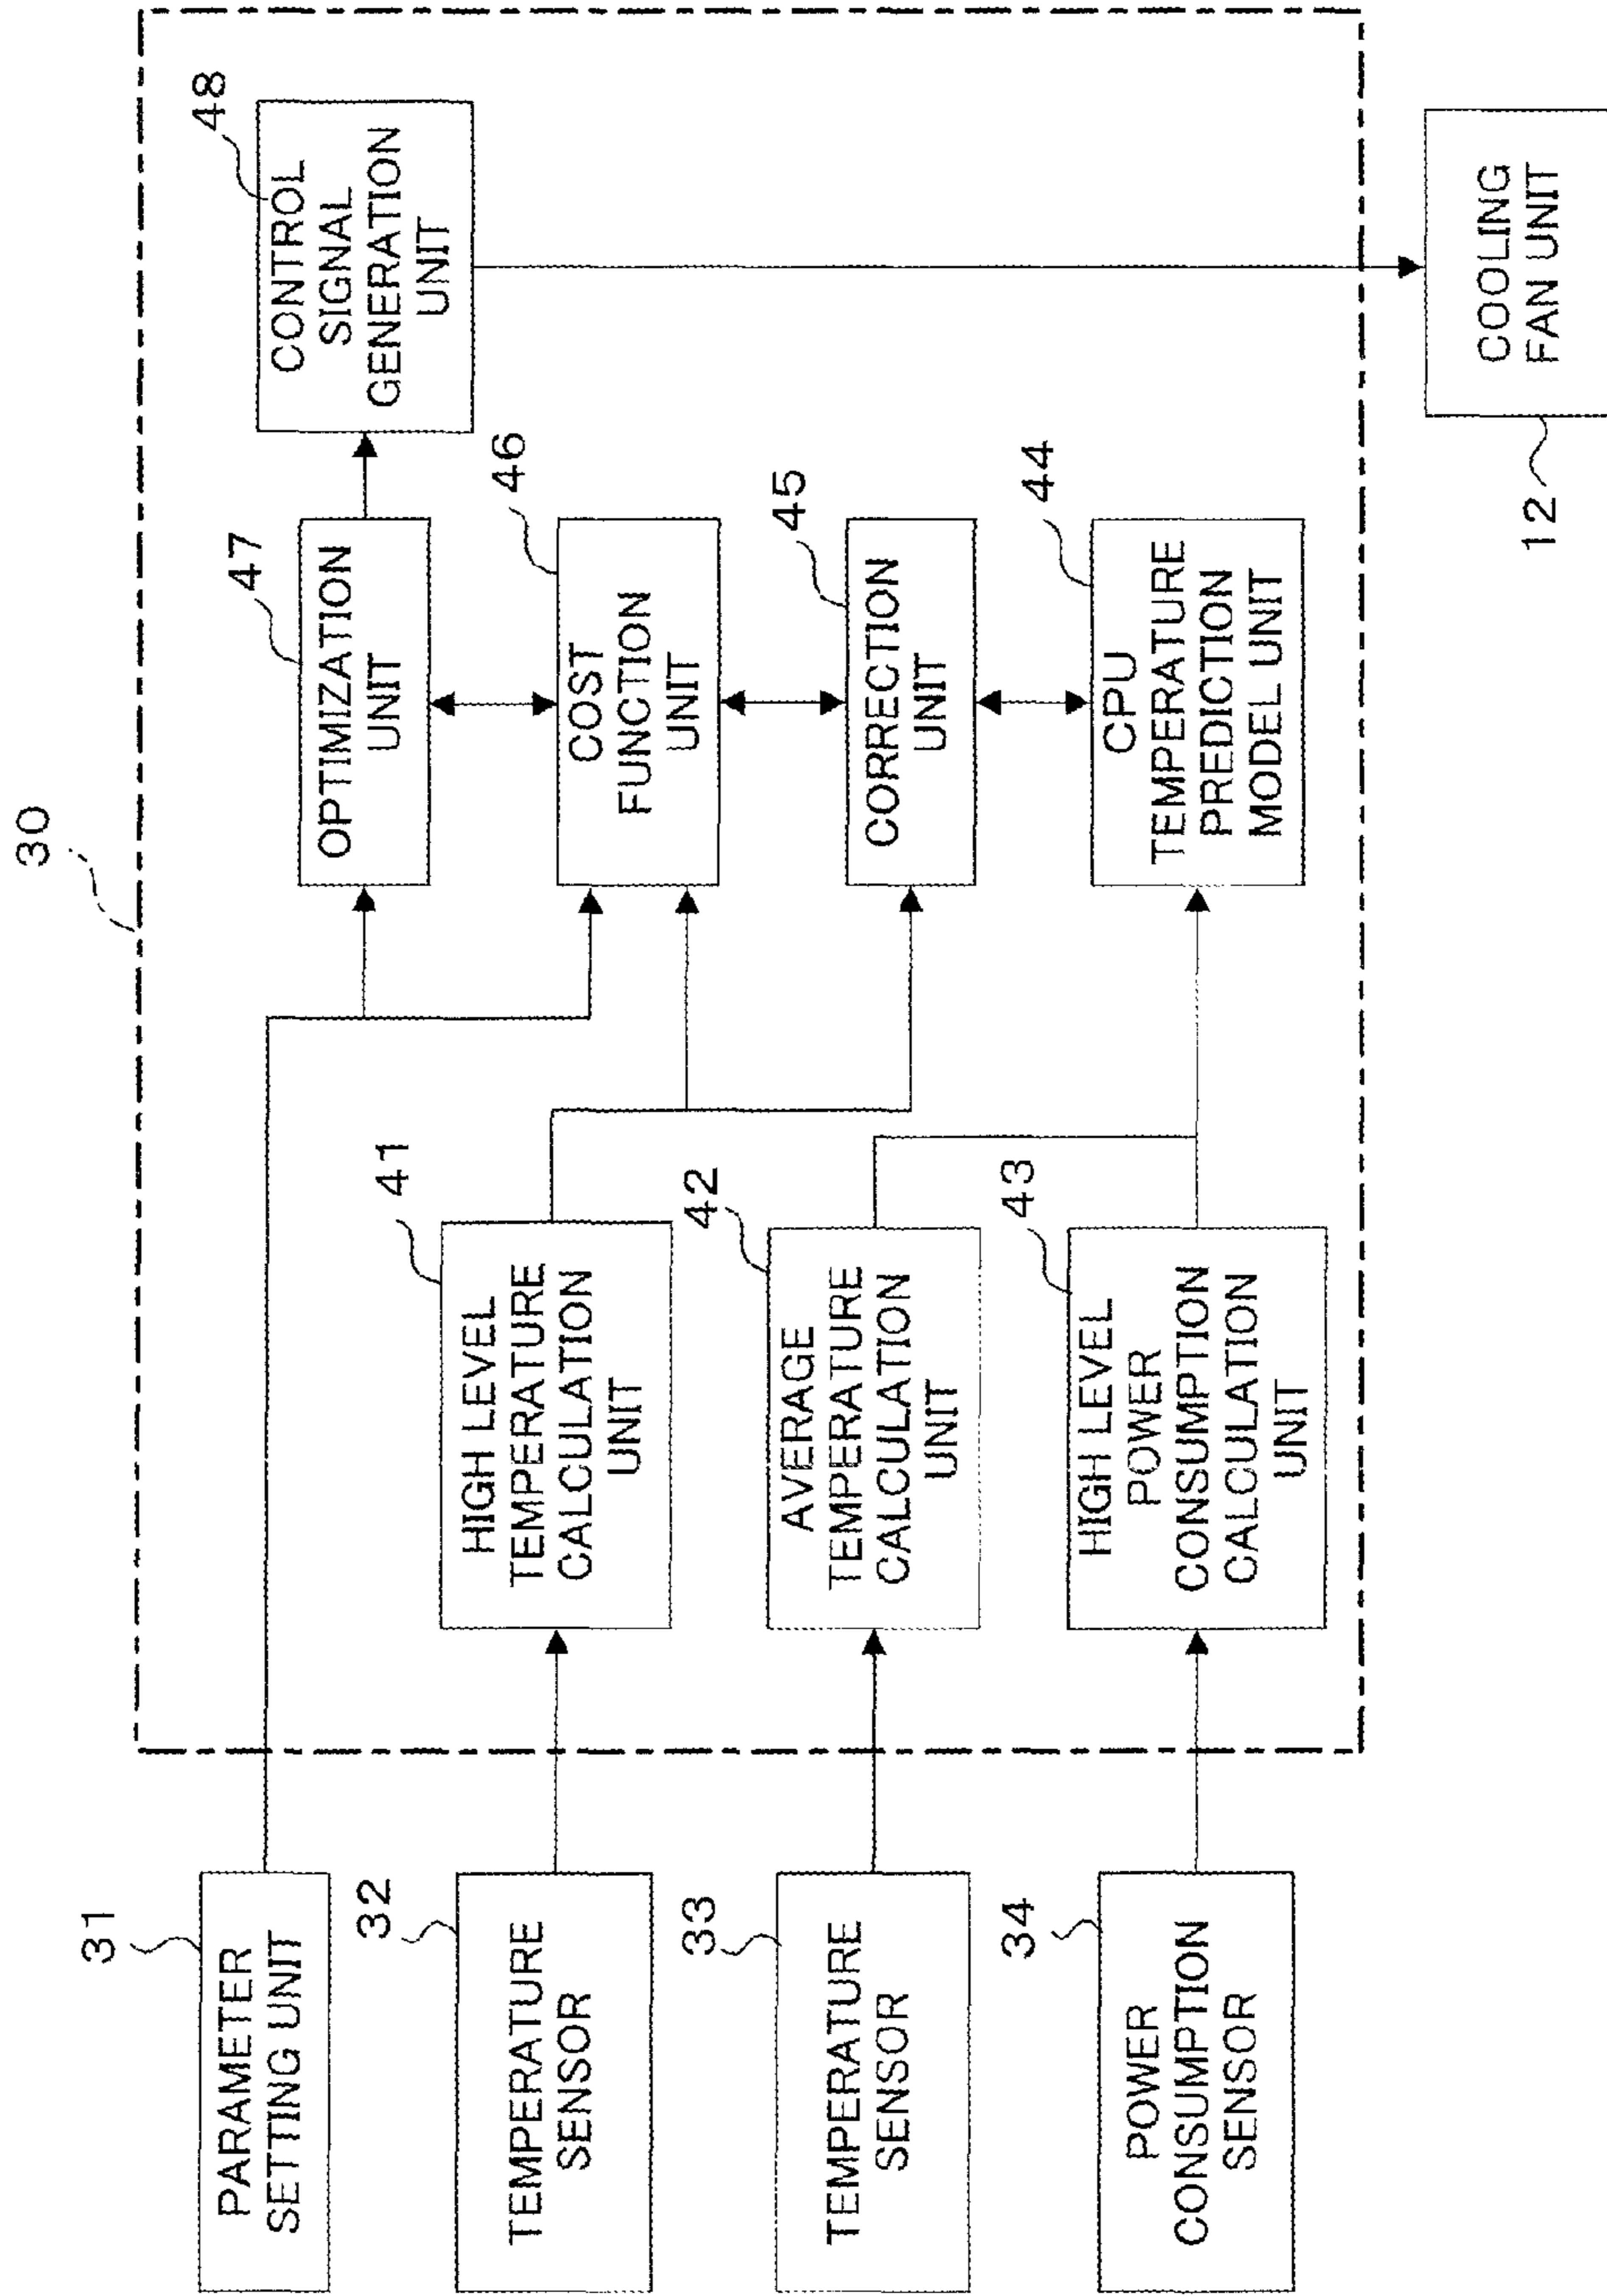 30
31
PARAMETER
SETTING UNIT
32
TEMPERATURE
SENSOR
33
TEMPERATURE
SENSOR
34
POWER
CONSUMPTION
SENSOR
41
HIGH LEVEL
TEMPERATURE
CALCULATION
UNIT
42
AVERAGE
TEMPERATURE
CALCULATION
UNIT
43
HIGH LEVEL
POWER
CONSUMPTION
CALCULATION
UNIT
47
OPTIMIZATION
UNIT
46
COST
FUNCTION
UNIT
45
CORRECTION
UNIT
44
CPU
TEMPERATURE
PREDICTION
MODEL UNIT
48
CONTROL
SIGNAL
GENERATION
UNIT
12
COOLING
FAN UNIT